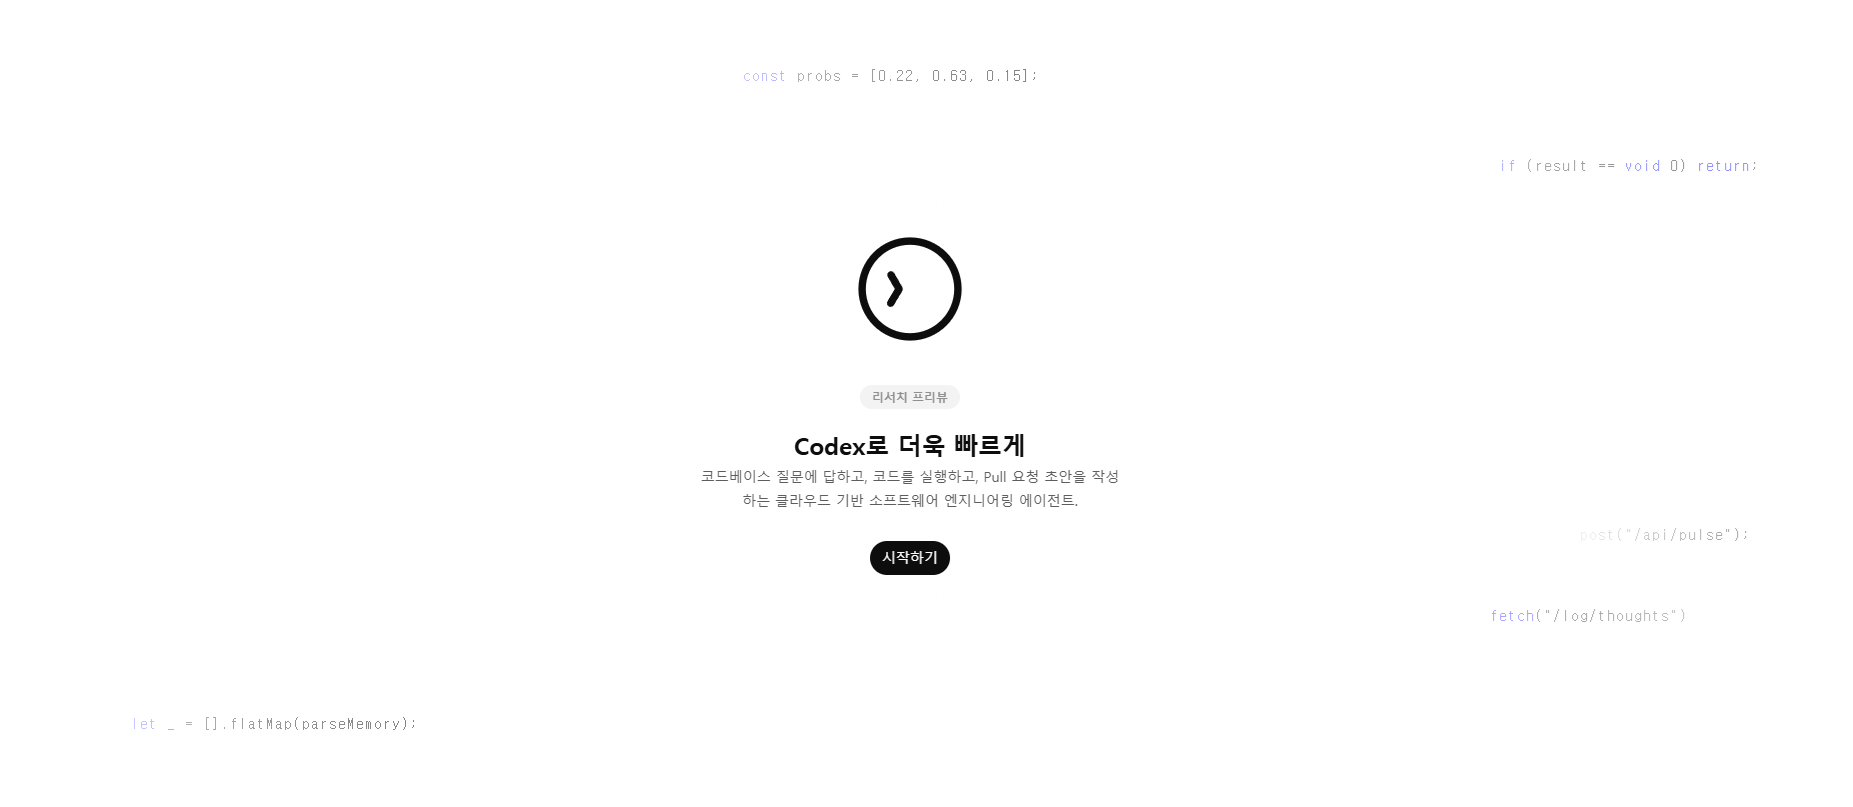 const probs = [0.22, 0.63, 0.15];
if (result == void 0) return;
리서치 프리뷰
Codex로 더욱 빠르게
코드베이스 질문에 답하고, 코드를 실행하고, Pull 요청 초안을 작성
하는 클라우드 기반 소프트웨어 엔지니어링 에이전트.
post("/api/pulse");
시작하기
fetch("/log/thoughts")
let _ = [].flatMap(parseMemory);